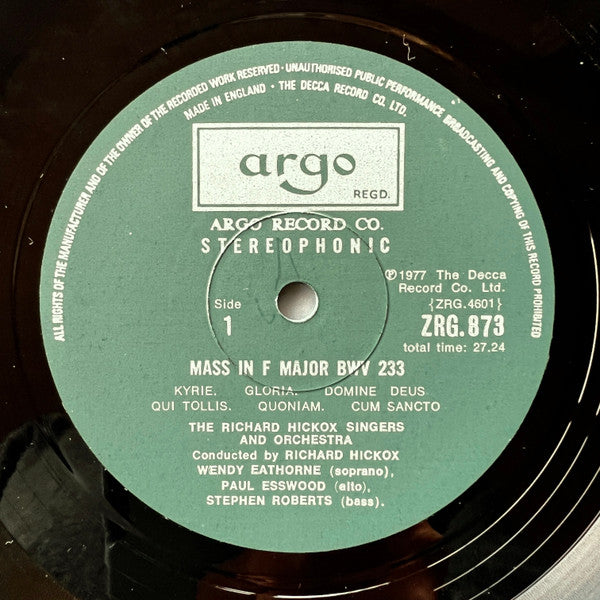 ALL RIGHTS OF THE MANUFACTURER AND OF THE OWNER OF THE RECORDED WORK RESERVED · UNAUTHORISED PUBLIC PERFORMANCE, BROADCASTING AND COPYING OF THIS RECORD PROHIBITED
MADE IN ENGLAND · THE DECCA RECORD CO. LTD.
argo
REGD.
ARGO RECORD CO.
STEREOPHONIC
℗1977 The Decca
Record Co. Ltd.
Side
1
{ZRG.4601}
ZRG.873
total time: 27.24
MASS IN F MAJOR BWV 233
KYRIE. GLORIA. DOMINE DEUS
QUI TOLLIS. QUONIAM. CUM SANCTO
THE RICHARD HICKOX SINGERS
AND ORCHESTRA
Conducted by RICHARD HICKOX
WENDY EATHORNE (soprano),
PAUL ESSWOOD (alto),
STEPHEN ROBERTS (bass).